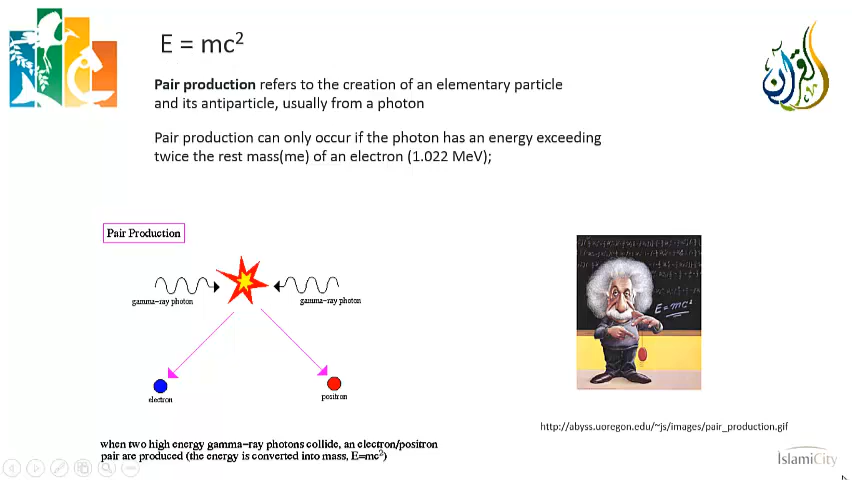 E = mc²
Pair production refers to the creation of an elementary particle
and its antiparticle, usually from a photon
Pair production can only occur if the photon has an energy exceeding
twice the rest mass(me) of an electron (1.022 MeV);
Pair Production
gamma-ray photon
gamma-ray photon
electron
positron
when two high energy gamma-ray photons collide, an electron/positron
pair are produced (the energy is converted into mass, E=mc²)
E=mc²
http://abyss.uoregon.edu/~js/images/pair_production.gif
IslamiCity
القرآن